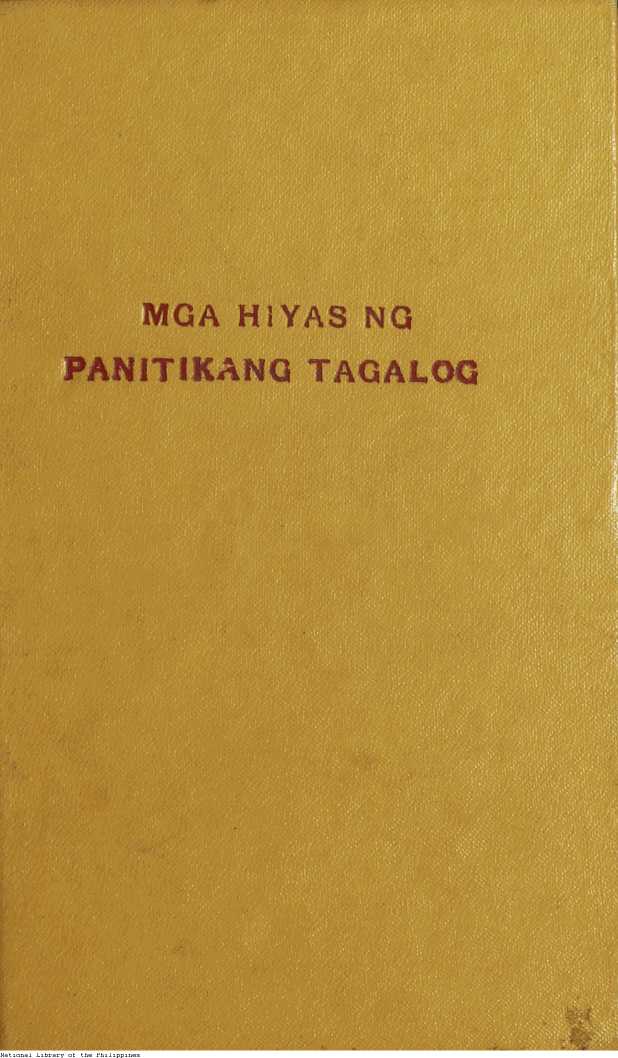 MGA HIYAS NG
PANITIKANG TAGALOG
National Library of the Philippines